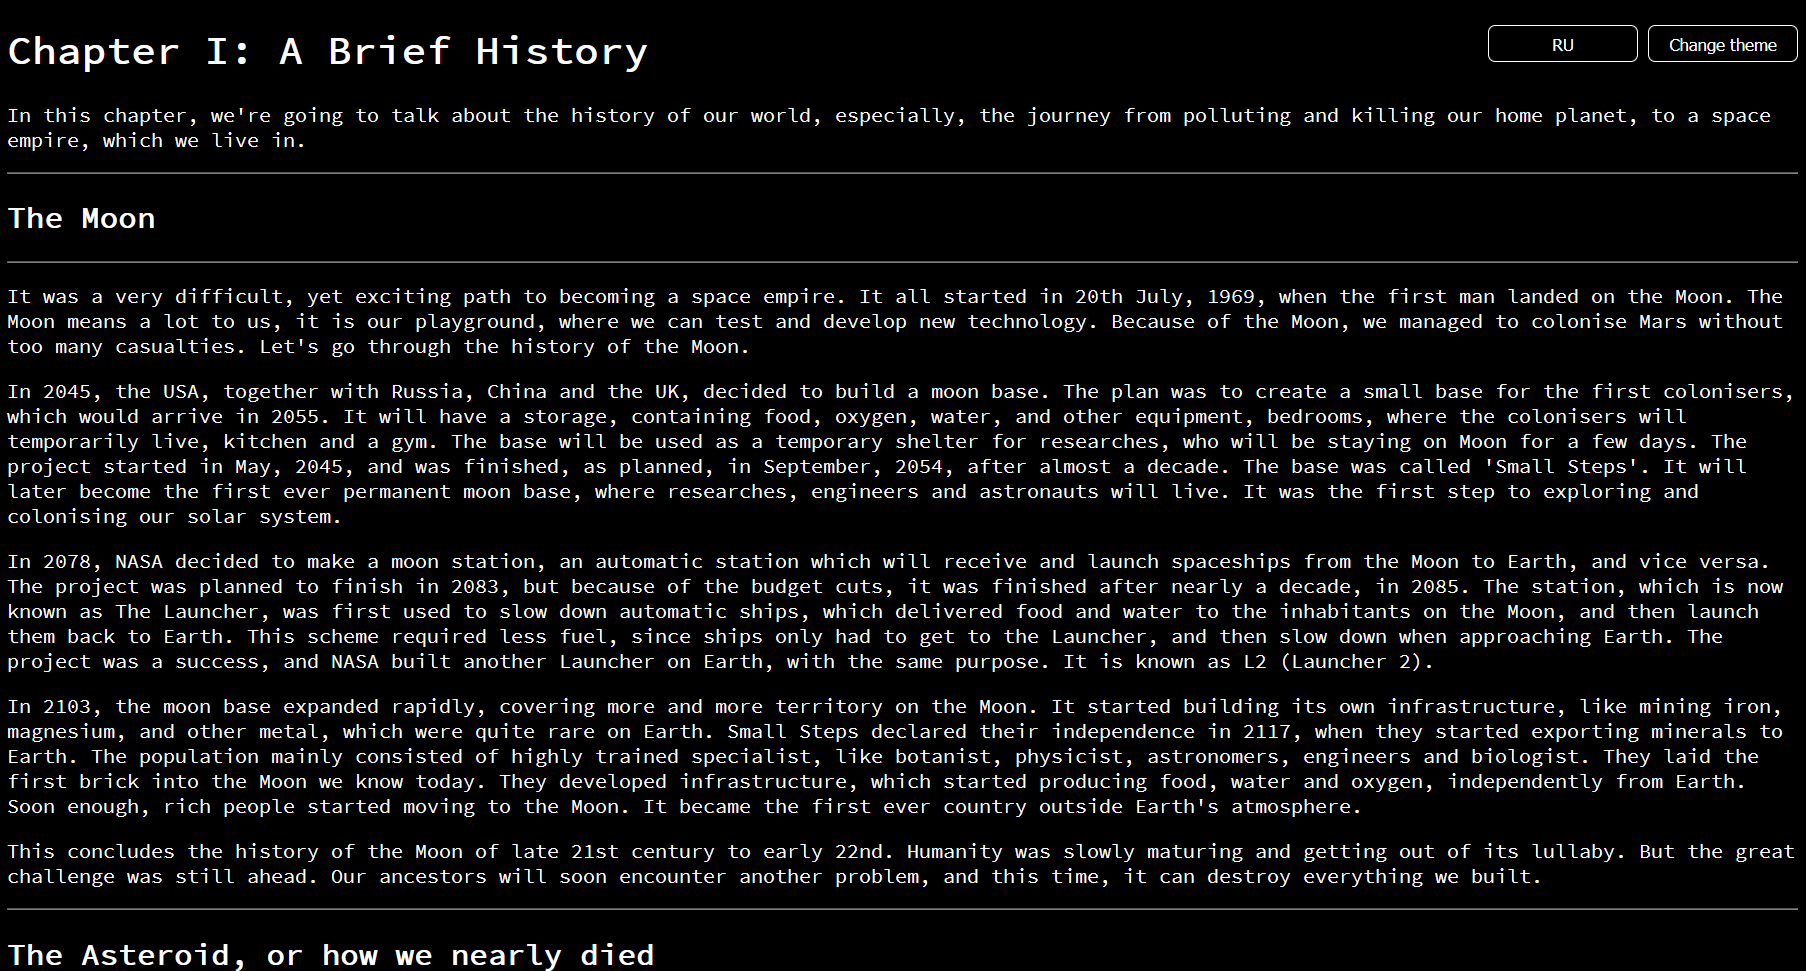 Chapter I: A Brief History
RU
Change theme
In this chapter, we're going to talk about the history of our world, especially, the journey from polluting and killing our home planet, to a space
empire, which we live in.
The Moon
It was a very difficult, yet exciting path to becoming a space empire. It all started in 20th July, 1969, when the first man landed on the Moon. The
Moon means a lot to us, it is our playground, where we can test and develop new technology. Because of the Moon, we managed to colonise Mars without
too many casualties. Let's go through the history of the Moon.
In 2045, the USA, together with Russia, China and the UK, decided to build a moon base. The plan was to create a small base for the first colonisers,
which would arrive in 2055. It will have a storage, containing food, oxygen, water, and other equipment, bedrooms, where the colonisers will
temporarily live, kitchen and a gym. The base will be used as a temporary shelter for researches, who will be staying on Moon for a few days. The
project started in May, 2045, and was finished, as planned, in September, 2054, after almost a decade. The base was called 'Small Steps'. It will
later become the first ever permanent moon base, where researches, engineers and astronauts will live. It was the first step to exploring and
colonising our solar system.
In 2078, NASA decided to make a moon station, an automatic station which will receive and launch spaceships from the Moon to Earth, and vice versa.
The project was planned to finish in 2083, but because of the budget cuts, it was finished after nearly a decade, in 2085. The station, which is now
known as The Launcher, was first used to slow down automatic ships, which delivered food and water to the inhabitants on the Moon, and then launch
them back to Earth. This scheme required less fuel, since ships only had to get to the Launcher, and then slow down when approaching Earth. The
project was a success, and NASA built another Launcher on Earth, with the same purpose. It is known as L2 (Launcher 2).
In 2103, the moon base expanded rapidly, covering more and more territory on the Moon. It started building its own infrastructure, like mining iron,
magnesium, and other metal, which were quite rare on Earth. Small Steps declared their independence in 2117, when they started exporting minerals to
Earth. The population mainly consisted of highly trained specialist, like botanist, physicist, astronomers, engineers and biologist. They laid the
first brick into the Moon we know today. They developed infrastructure, which started producing food, water and oxygen, independently from Earth.
Soon enough, rich people started moving to the Moon. It became the first ever country outside Earth's atmosphere.
This concludes the history of the Moon of late 21st century to early 22nd. Humanity was slowly maturing and getting out of its lullaby. But the great
challenge was still ahead. Our ancestors will soon encounter another problem, and this time, it can destroy everything we built.
The Asteroid, or how we nearly died